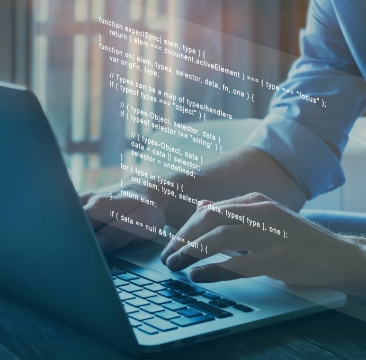 function expectSync( elem, type ) {
return ( elem === document.activeElement ) === ( type === "focus" );
}
function on( elem, types, selector, data, fn, one ) {
var origFn, type;
// Types can be a map of types/handlers
if ( typeof types === "object" ) {
// ( types-Object, selector, data )
if ( typeof selector !== "string" ) {
// ( types-Object, data )
data = data || selector;
selector = undefined;
}
for ( type in types ) {
on( elem, type, selector, data, types[ type ], one );
}
return elem;
}
if ( data == null && fn == null ) {